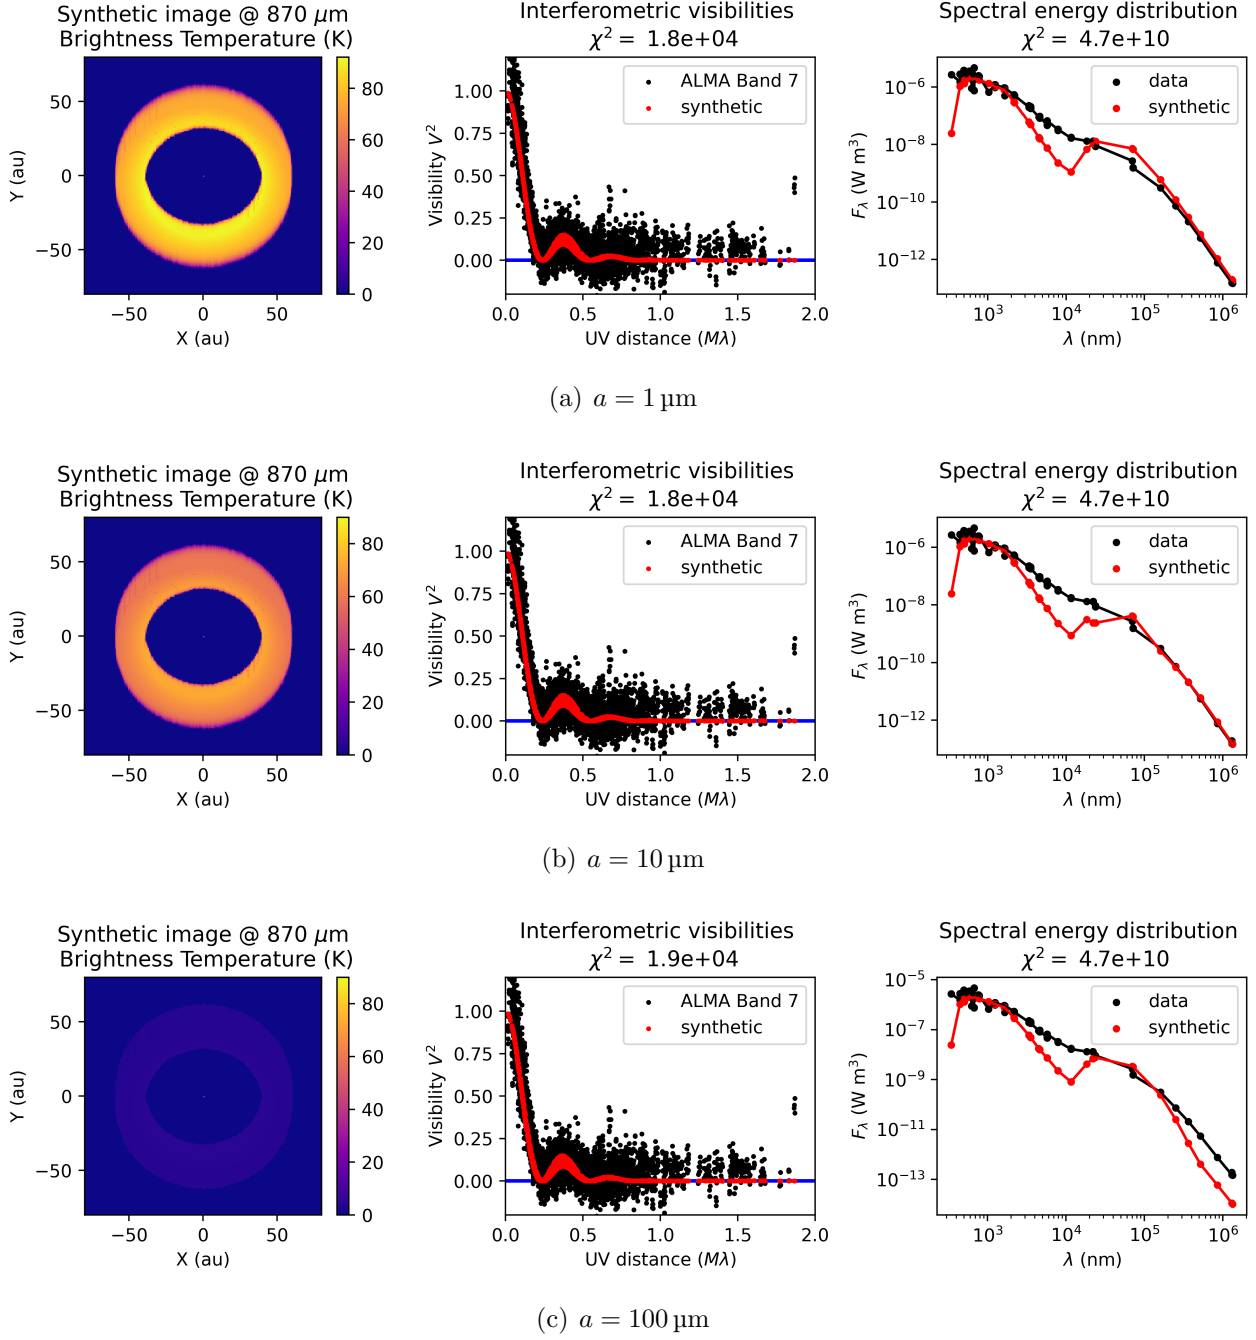 Synthetic image @ 870 μm
Brightness Temperature (K)
50
0
−50
Y (au)
−50 0 50
X (au)
80
60
40
20
0
Interferometric visibilities
χ² = 1.8e+04
ALMA Band 7
synthetic
1.00
0.75
0.50
0.25
0.00
Visibility V²
0.0 0.5 1.0 1.5 2.0
UV distance (Mλ)
Spectral energy distribution
χ² = 4.7e+10
data
synthetic
10⁻⁶
10⁻⁸
10⁻¹⁰
10⁻¹²
Fλ (W m³)
10³ 10⁴ 10⁵ 10⁶
λ (nm)
(a) a = 1 µm
Synthetic image @ 870 μm
Brightness Temperature (K)
50
0
−50
Y (au)
−50 0 50
X (au)
80
60
40
20
0
Interferometric visibilities
χ² = 1.8e+04
ALMA Band 7
synthetic
1.00
0.75
0.50
0.25
0.00
Visibility V²
0.0 0.5 1.0 1.5 2.0
UV distance (Mλ)
Spectral energy distribution
χ² = 4.7e+10
data
synthetic
10⁻⁶
10⁻⁸
10⁻¹⁰
10⁻¹²
Fλ (W m³)
10³ 10⁴ 10⁵ 10⁶
λ (nm)
(b) a = 10 µm
Synthetic image @ 870 μm
Brightness Temperature (K)
50
0
−50
Y (au)
−50 0 50
X (au)
80
60
40
20
0
Interferometric visibilities
χ² = 1.9e+04
ALMA Band 7
synthetic
1.00
0.75
0.50
0.25
0.00
Visibility V²
0.0 0.5 1.0 1.5 2.0
UV distance (Mλ)
Spectral energy distribution
χ² = 4.7e+10
data
synthetic
10⁻⁵
10⁻⁷
10⁻⁹
10⁻¹¹
10⁻¹³
Fλ (W m³)
10³ 10⁴ 10⁵ 10⁶
λ (nm)
(c) a = 100 µm